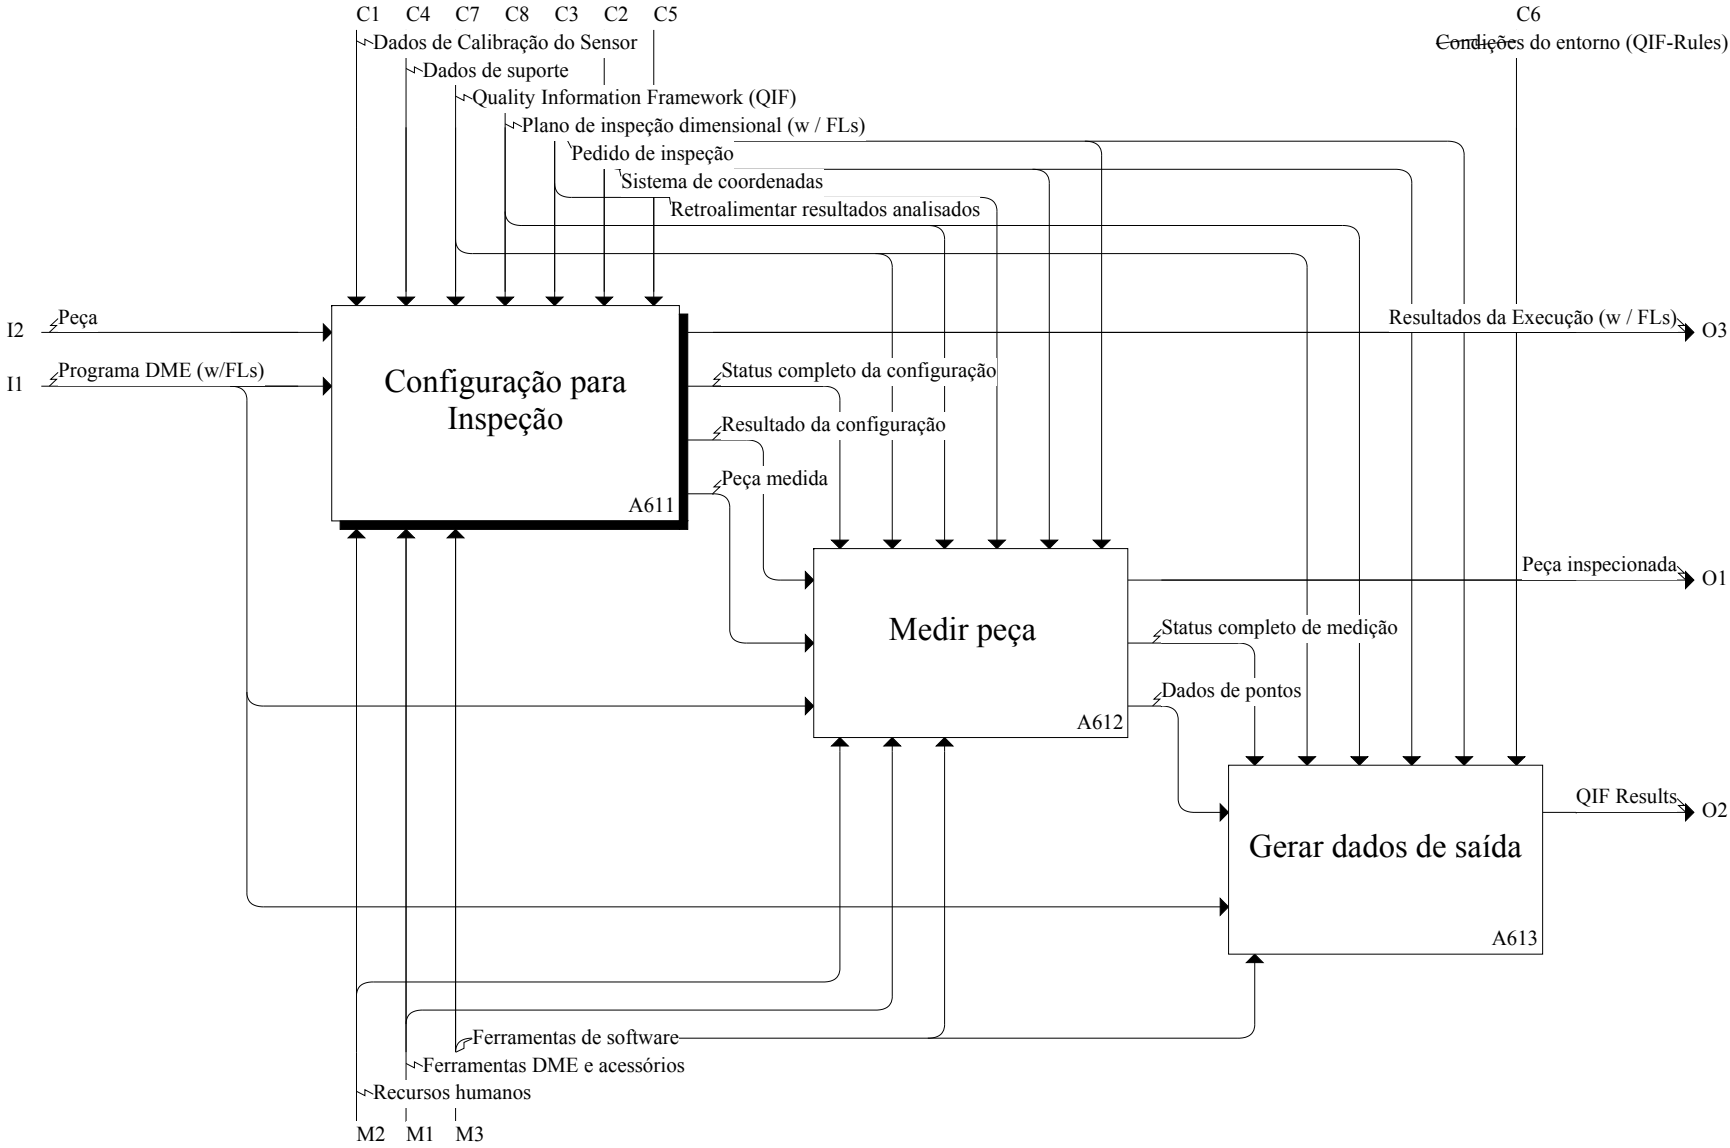 C1 C4 C7 C8 C3 C2 C5 C6
Dados de Calibração do Sensor
Condições do entorno (QIF-Rules)
Dados de suporte
Quality Information Framework (QIF)
Plano de inspeção dimensional (w / FLs)
Pedido de inspeção
Sistema de coordenadas
Retroalimentar resultados analisados
I2 Peça
Resultados da Execução (w / FLs) O3
I1 Programa DME (w/FLs)
Configuração para
Inspeção
A611
Status completo da configuração
Resultado da configuração
Peça medida
Peça inspecionada O1
Medir peça
A612
Status completo de medição
Dados de pontos
QIF Results O2
Gerar dados de saída
A613
Ferramentas de software
Ferramentas DME e acessórios
Recursos humanos
M2 M1 M3